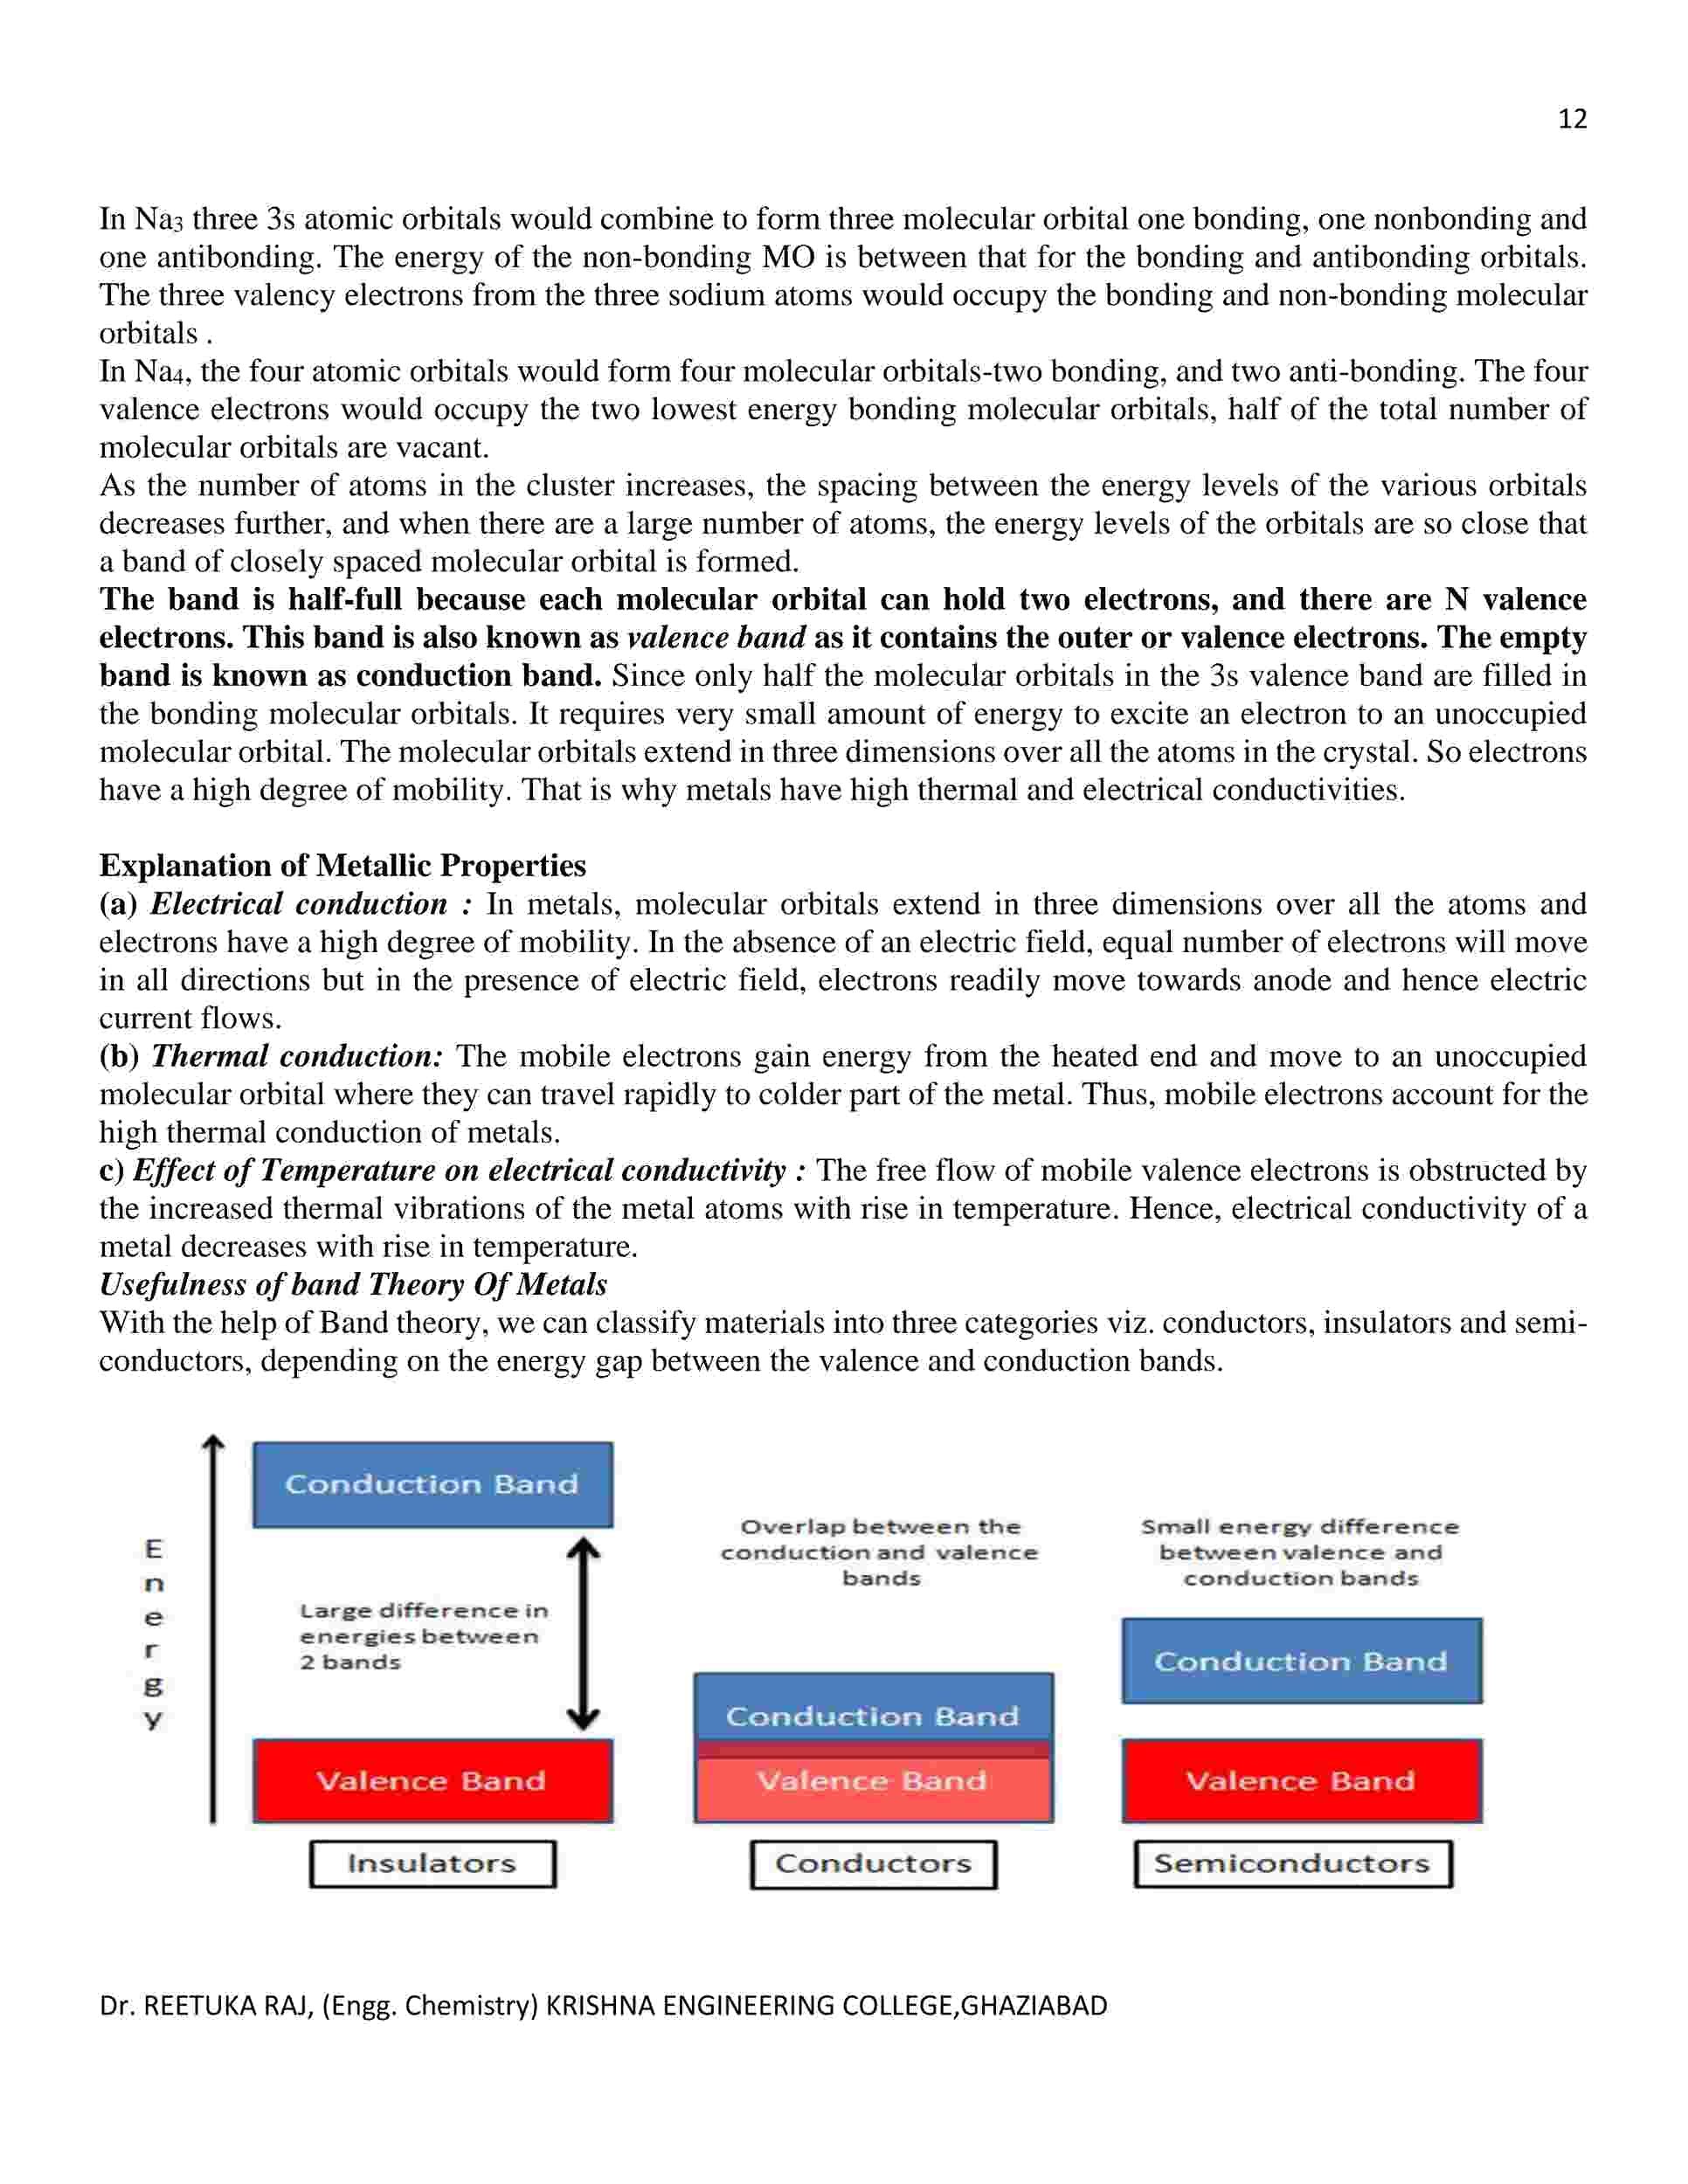 12
In Na3 three 3s atomic orbitals would combine to form three molecular orbital one bonding, one nonbonding and
one antibonding. The energy of the non-bonding MO is between that for the bonding and antibonding orbitals.
The three valency electrons from the three sodium atoms would occupy the bonding and non-bonding molecular
orbitals .
In Na4, the four atomic orbitals would form four molecular orbitals-two bonding, and two anti-bonding. The four
valence electrons would occupy the two lowest energy bonding molecular orbitals, half of the total number of
molecular orbitals are vacant.
As the number of atoms in the cluster increases, the spacing between the energy levels of the various orbitals
decreases further, and when there are a large number of atoms, the energy levels of the orbitals are so close that
a band of closely spaced molecular orbital is formed.
The band is half-full because each molecular orbital can hold two electrons, and there are N valence
electrons. This band is also known as valence band as it contains the outer or valence electrons. The empty
band is known as conduction band. Since only half the molecular orbitals in the 3s valence band are filled in
the bonding molecular orbitals. It requires very small amount of energy to excite an electron to an unoccupied
molecular orbital. The molecular orbitals extend in three dimensions over all the atoms in the crystal. So electrons
have a high degree of mobility. That is why metals have high thermal and electrical conductivities.
Explanation of Metallic Properties
(a) Electrical conduction : In metals, molecular orbitals extend in three dimensions over all the atoms and
electrons have a high degree of mobility. In the absence of an electric field, equal number of electrons will move
in all directions but in the presence of electric field, electrons readily move towards anode and hence electric
current flows.
(b) Thermal conduction: The mobile electrons gain energy from the heated end and move to an unoccupied
molecular orbital where they can travel rapidly to colder part of the metal. Thus, mobile electrons account for the
high thermal conduction of metals.
c) Effect of Temperature on electrical conductivity : The free flow of mobile valence electrons is obstructed by
the increased thermal vibrations of the metal atoms with rise in temperature. Hence, electrical conductivity of a
metal decreases with rise in temperature.
Usefulness of band Theory Of Metals
With the help of Band theory, we can classify materials into three categories viz. conductors, insulators and semi-
conductors, depending on the energy gap between the valence and conduction bands.
Energy
Conduction Band
Large difference in
energies between
2 bands
Valence Band
Insulators
Overlap between the
conduction and valence
bands
Conduction Band
Valence Band
Conductors
Small energy difference
between valence and
conduction bands
Conduction Band
Valence Band
Semiconductors
Dr. REETUKA RAJ, (Engg. Chemistry) KRISHNA ENGINEERING COLLEGE,GHAZIABAD